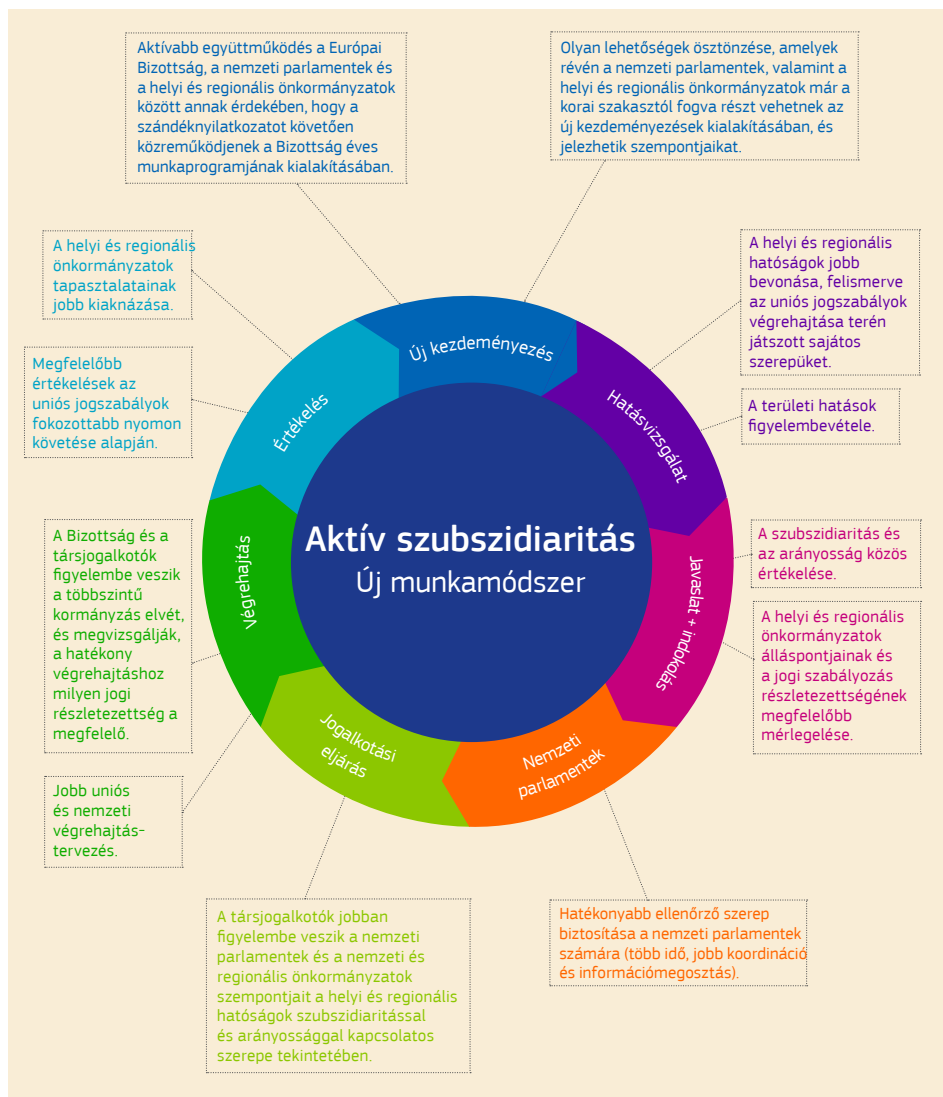 Aktívabb együttműködés a Európai
Bizottság, a nemzeti parlamentek és
a helyi és regionális önkormányzatok
között annak érdekében, hogy a
szándéknyilatkozatot követően
közreműködjenek a Bizottság éves
munkaprogramjának kialakításában.
Olyan lehetőségek ösztönzése, amelyek
révén a nemzeti parlamentek, valamint a
helyi és regionális önkormányzatok már a
korai szakasztól fogva részt vehetnek az
új kezdeményezések kialakításában, és
jelezhetik szempontjaikat.
A helyi és regionális
önkormányzatok
tapasztalatainak
jobb kiaknázása.
A helyi és regionális
hatóságok jobb
bevonása, felismerve
az uniós jogszabályok
végrehajtása terén
játszott sajátos
szerepüket.
Megfelelőbb
értékelések az
uniós jogszabályok
fokozottabb nyomon
követése alapján.
A területi hatások
figyelembevétele.
Új kezdeményezés
Hatásvizsgálat
Javaslat + indokolás
Nemzeti
parlamentek
Jogalkotási
eljárás
Végrehajtás
Értékelés
Aktív szubszidiaritás
Új munkamódszer
A Bizottság és a
társjogalkotók
figyelembe veszik
a többszintű
kormányzás elvét,
és megvizsgálják,
a hatékony
végrehajtáshoz
milyen jogi
részletezettség a
megfelelő.
A szubszidiaritás és
az arányosság közös
értékelése.
A helyi és regionális
önkormányzatok
álláspontjainak és
a jogi szabályozás
részletezettségének
megfelelőbb
mérlegelése.
Jobb uniós
és nemzeti
végrehajtás-
tervezés.
A társjogalkotók jobban
figyelembe veszik a nemzeti
parlamentek és a nemzeti és
regionális önkormányzatok
szempontjait a helyi és regionális
hatóságok szubszidiaritással
és arányossággal kapcsolatos
szerepe tekintetében.
Hatékonyabb ellenőrző szerep
biztosítása a nemzeti parlamentek
számára (több idő, jobb koordináció
és információmegosztás).